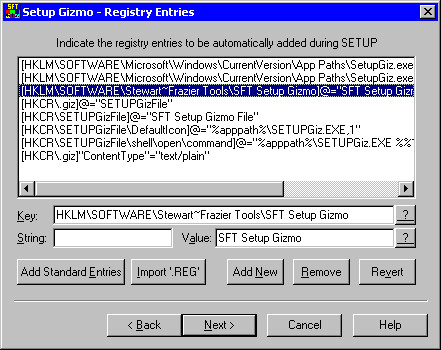 Setup Gizmo - Registry Entries
Indicate the registry entries to be automatically added during SETUP
[HKLM\SOFTWARE\Microsoft\Windows\CurrentVersion\App Paths\SetupGiz.exe
[HKLM\SOFTWARE\Microsoft\Windows\CurrentVersion\App Paths\SetupGiz.exe
[HKLM\SOFTWARE\Stewart~Frazier Tools\SFT Setup Gizmo]@="SFT Setup Gizm
[HKCR\.giz]@="SETUPGizFile"
[HKCR\SETUPGizFile]@="SFT Setup Gizmo File"
[HKCR\SETUPGizFile\DefaultIcon]@="%apppath%\SETUPGiz.EXE,1"
[HKCR\SETUPGizFile\shell\open\command]@="%apppath%\SETUPGiz.EXE %%"
[HKCR\.giz]"ContentType"="text/plain"
Key: HKLM\SOFTWARE\Stewart~Frazier Tools\SFT Setup Gizmo ?
String: Value: SFT Setup Gizmo ?
Add Standard Entries Import '.REG' Add New Remove Revert
< Back Next > Cancel Help